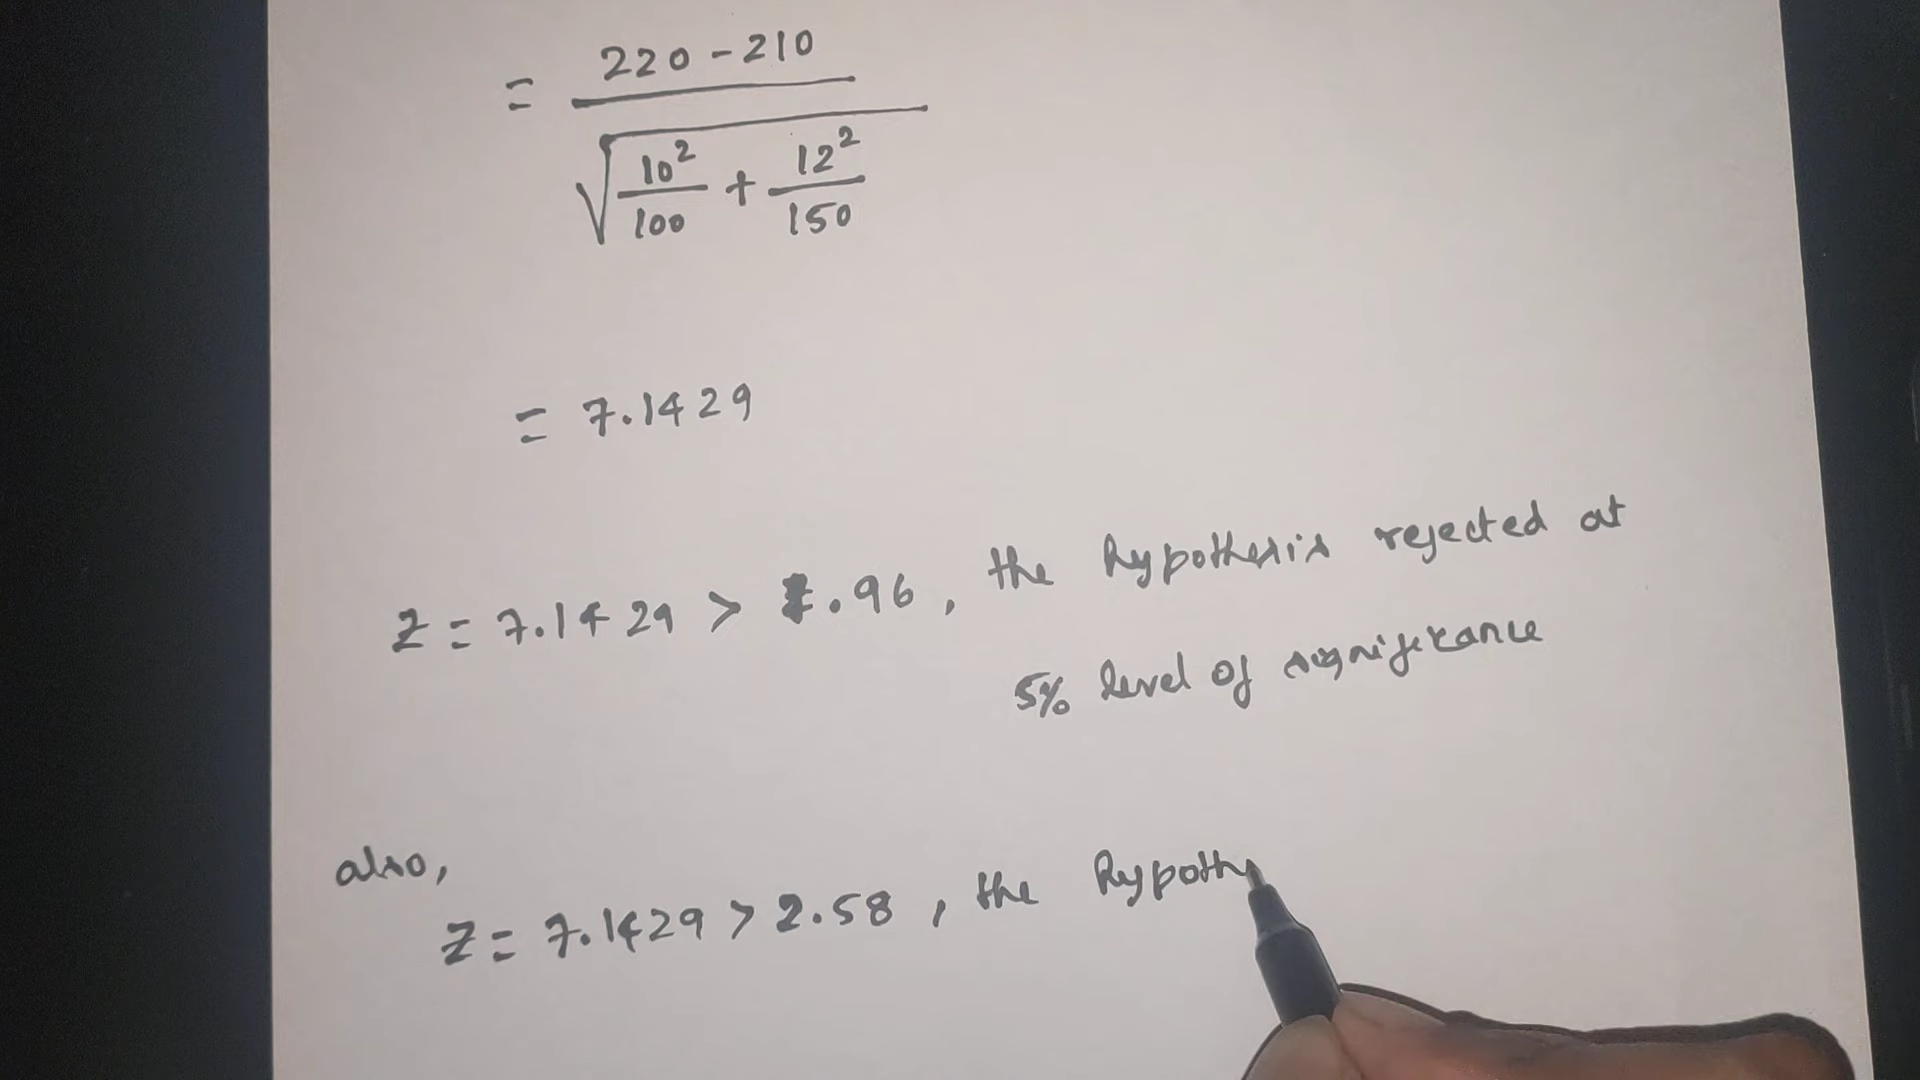 = 220 - 210
√ 10² / 100 + 12² / 150
= 7.1429
Z = 7.1429 > 1.96, the hypothesis rejected at
5% level of significance
also,
Z = 7.1429 > 2.58, the hypoth